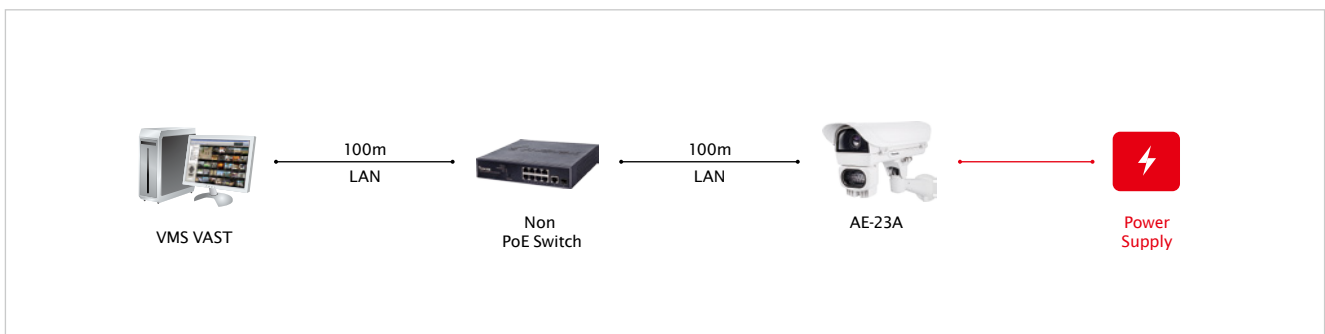 100m
LAN
100m
LAN
VMS VAST
Non
PoE Switch
AE-23A
Power
Supply